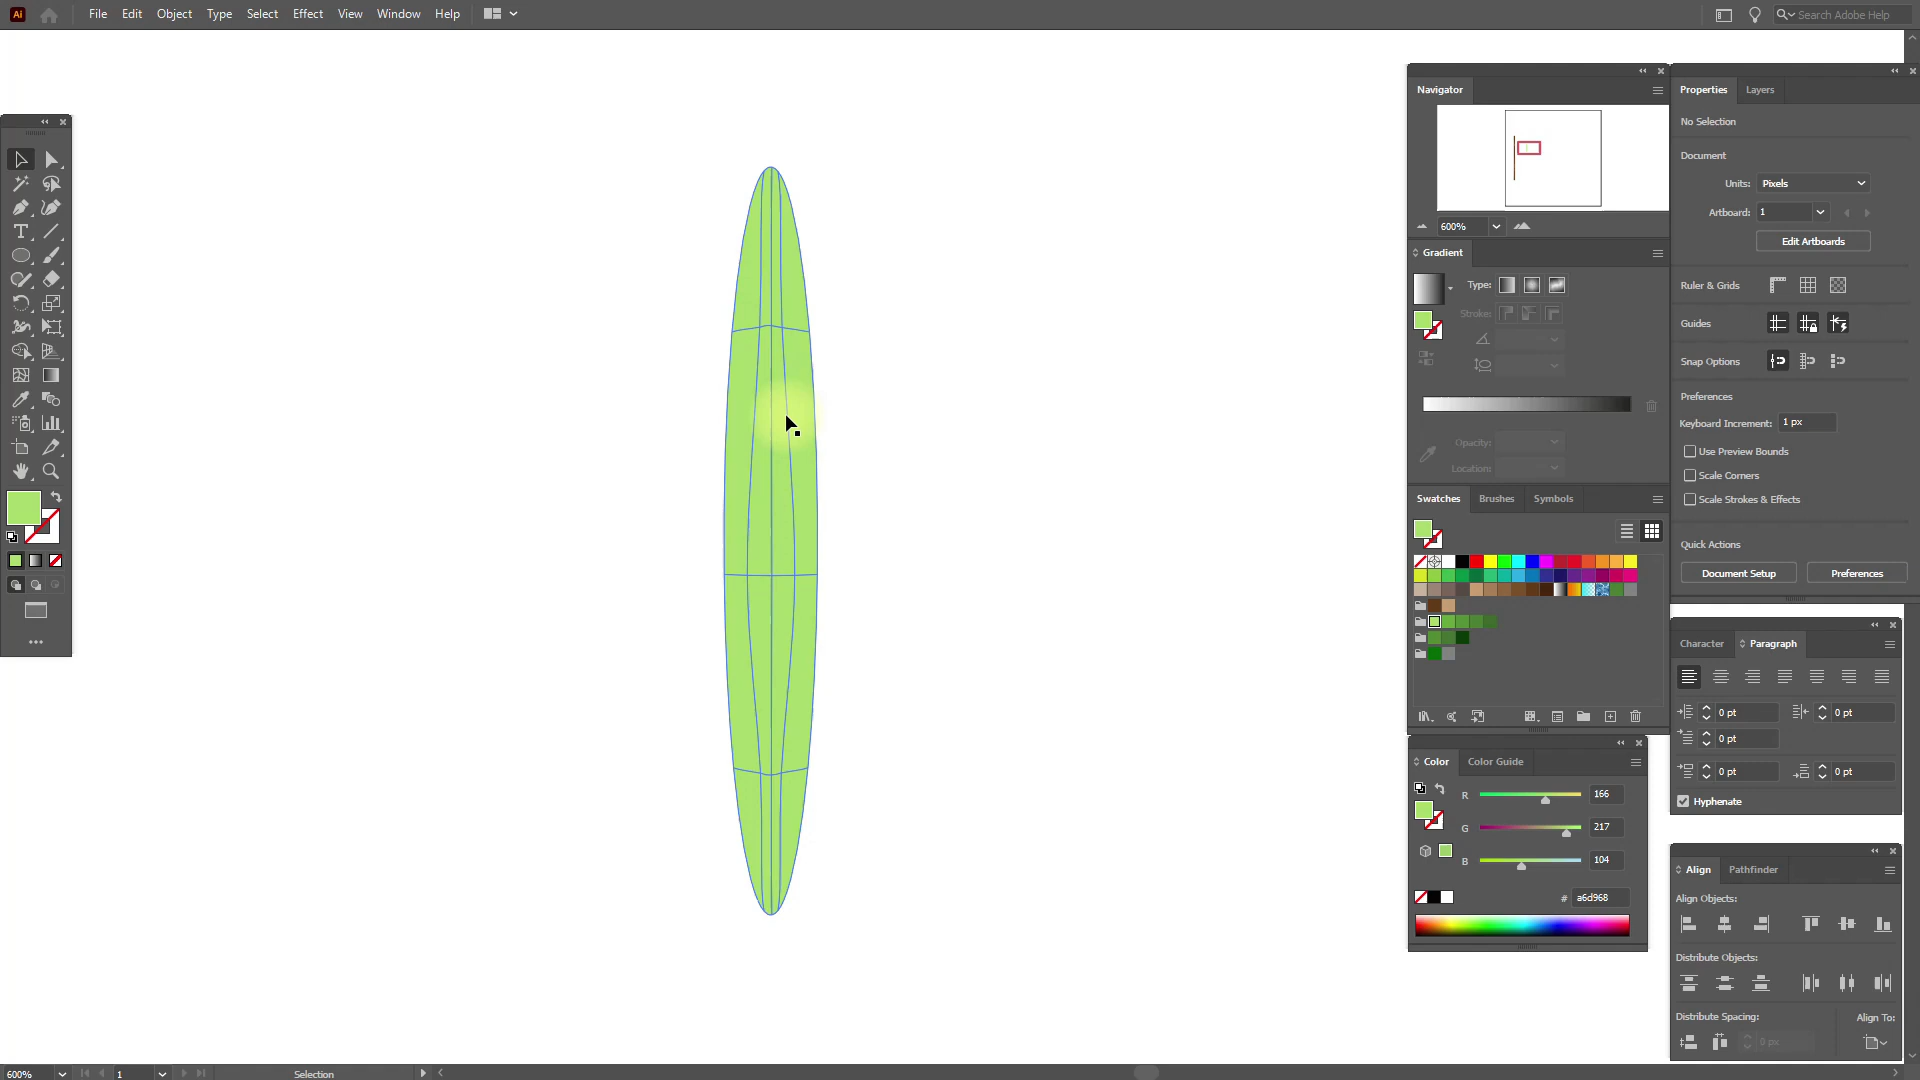 Ai File Edit Object Type Select Effect View Window Help Search Adobe Help
Navigator
600%
Gradient
Type:
Stroke:
Opacity:
Location:
Swatches Brushes Symbols
Color Color Guide
R 166
G 217
B 104
# a6d968
Properties Layers
No Selection
Document
Units: Pixels
Artboard: 1
Edit Artboards
Ruler & Grids
Guides
Snap Options
Preferences
Keyboard Increment: 1 px
Use Preview Bounds
Scale Corners
Scale Strokes & Effects
Quick Actions
Document Setup Preferences
Character Paragraph
0 pt 0 pt
0 pt
0 pt 0 pt
Hyphenate
Align Pathfinder
Align Objects:
Distribute Objects:
Distribute Spacing: Align To:
0 px
600% 1 Selection